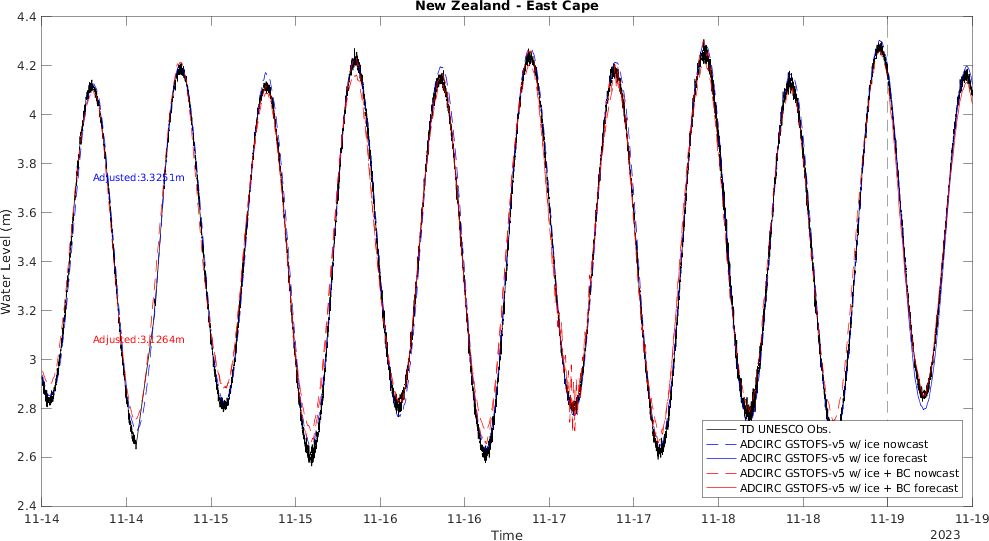 New Zealand - East Cape
4.4
4.2
4
3.8
3.6
3.4
3.2
3
2.8
2.6
2.4
Water Level (m)
Adjusted:3.3251m
Adjusted:3.1264m
TD UNESCO Obs.
ADCIRC GSTOFS-v5 w/ ice nowcast
ADCIRC GSTOFS-v5 w/ ice forecast
ADCIRC GSTOFS-v5 w/ ice + BC nowcast
ADCIRC GSTOFS-v5 w/ ice + BC forecast
11-14 11-14 11-15 11-15 11-16 11-16 11-17 11-17 11-18 11-18 11-19 11-19
Time
2023